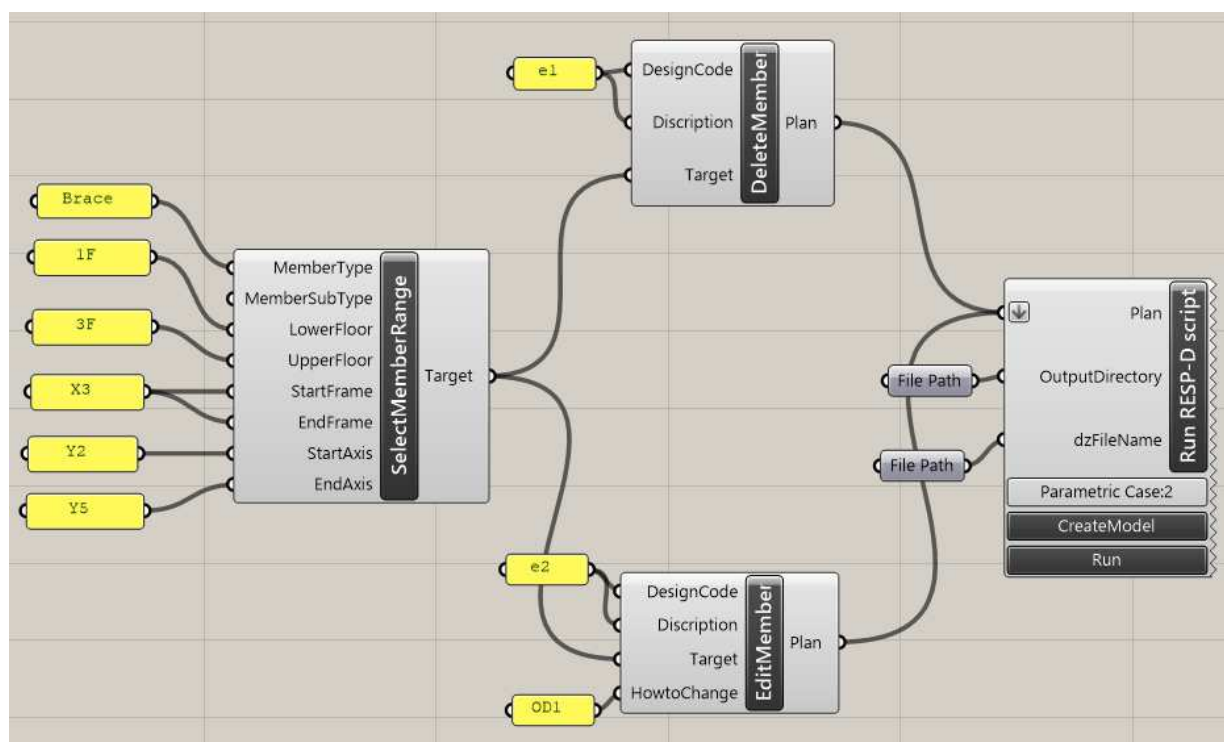 e1
DesignCode
Discription
Target
DeleteMember
Plan
Brace
1F
3F
X3
Y2
Y5
MemberType
MemberSubType
LowerFloor
UpperFloor
StartFrame
EndFrame
StartAxis
EndAxis
SelectMemberRange
Target
e2
OD1
DesignCode
Discription
Target
HowtoChange
EditMember
Plan
File Path
File Path
Plan
OutputDirectory
dzFileName
Run RESP-D script
Parametric Case:2
CreateModel
Run